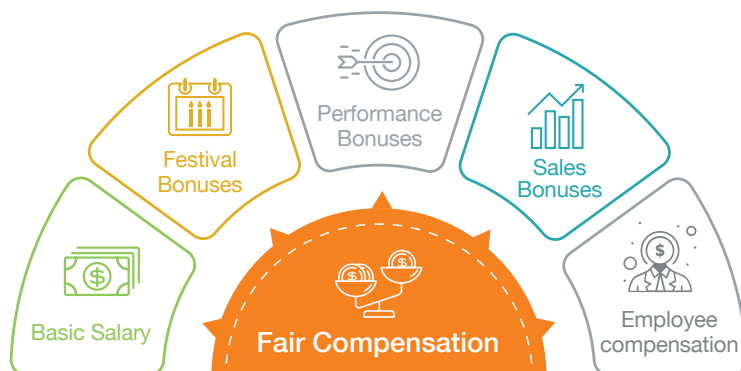 Basic Salary
Festival
Bonuses
Performance
Bonuses
Sales
Bonuses
Employee
compensation
Fair Compensation